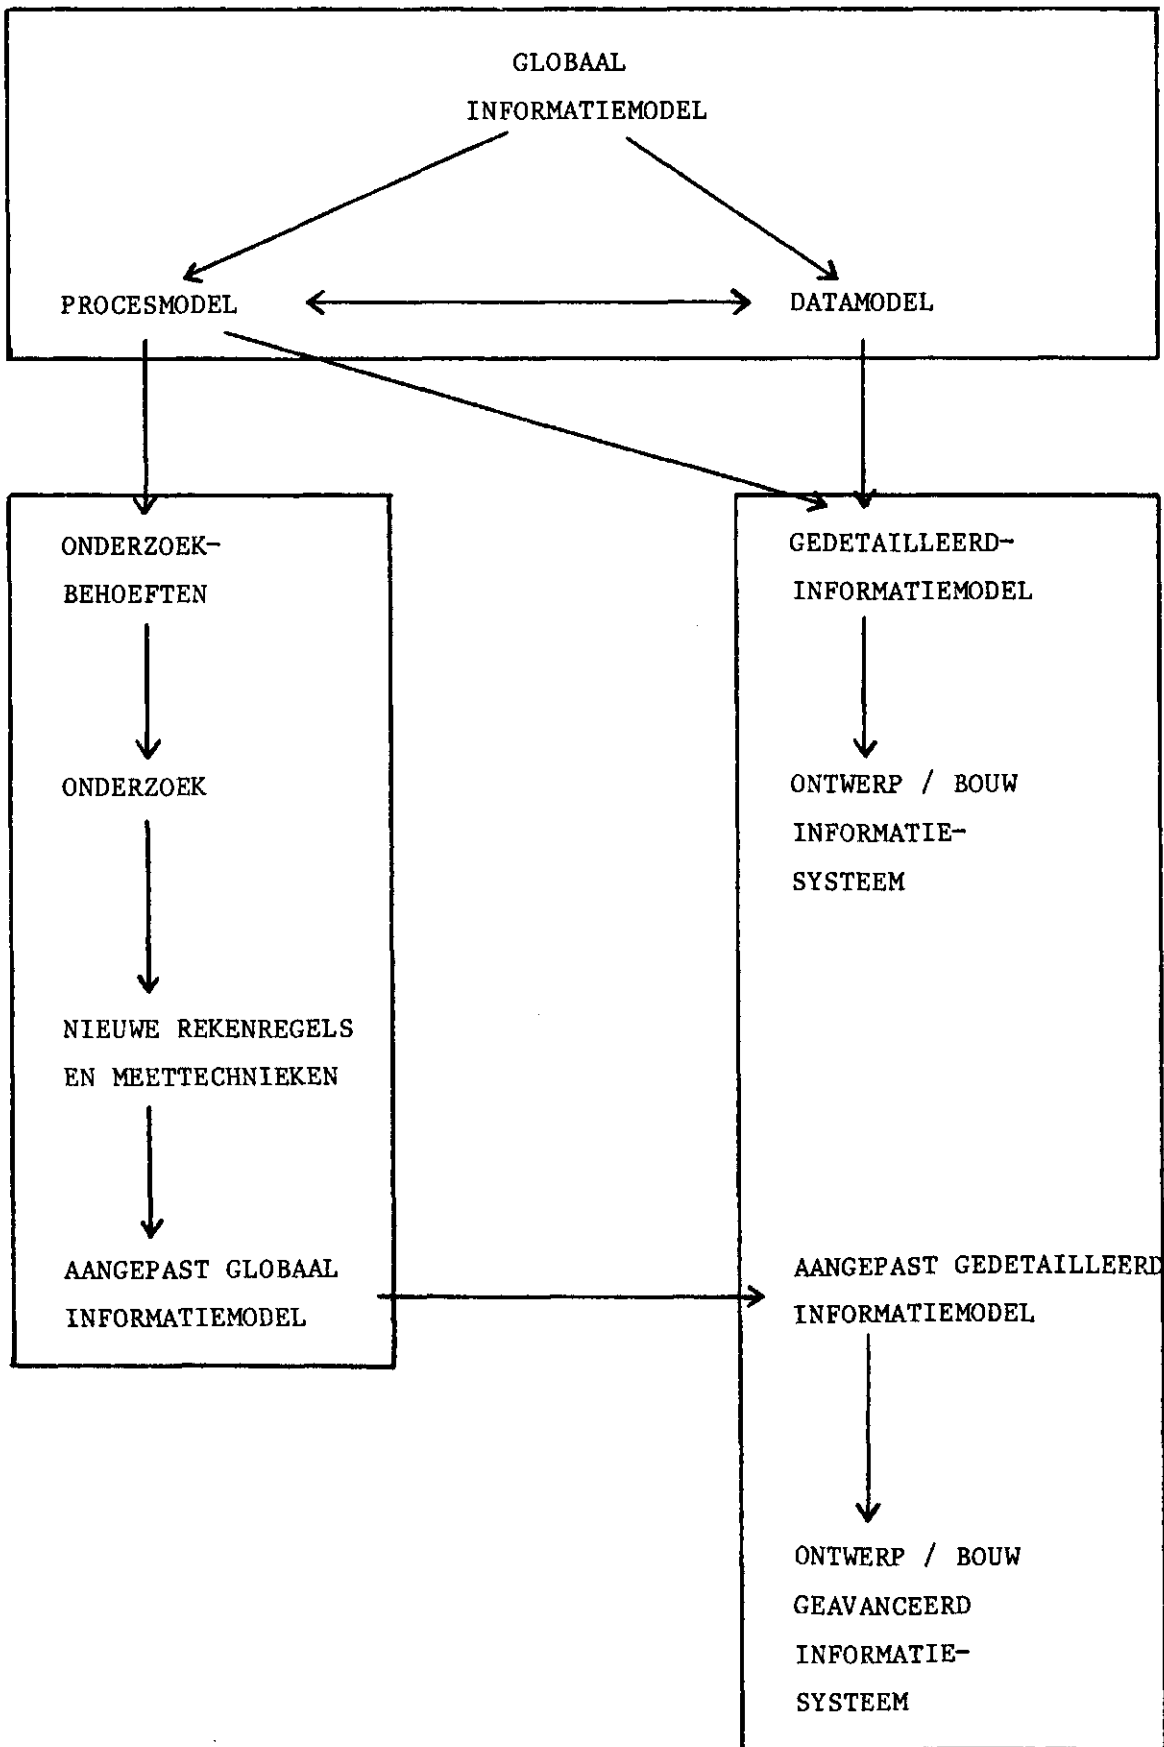 GLOBAAL
INFORMATIEMODEL
PROCESMODEL
DATAMODEL
ONDERZOEK-
BEHOEFTEN
GEDETAILLEERD-
INFORMATIEMODEL
ONDERZOEK
ONTWERP / BOUW
INFORMATIE-
SYSTEEM
NIEUWE REKENREGELS
EN MEETTECHNIEKEN
AANGEPAST GLOBAAL
INFORMATIEMODEL
AANGEPAST GEDETAILLEERD
INFORMATIEMODEL
ONTWERP / BOUW
GEAVANCEERD
INFORMATIE-
SYSTEEM